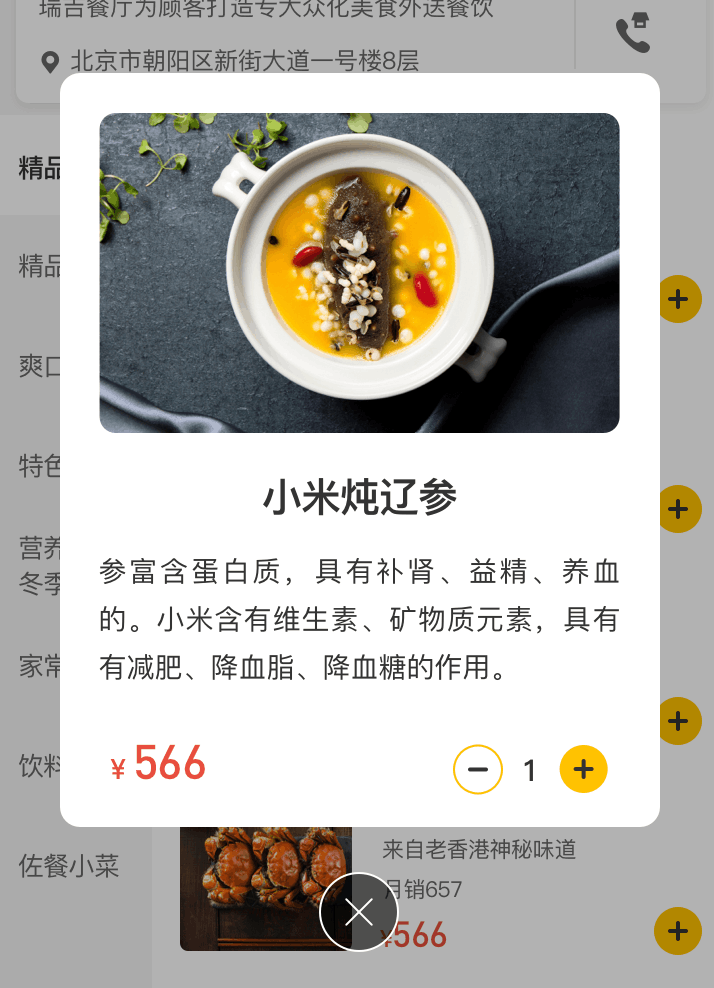 瑞吉餐厅为顾客打造专大众化美食外送餐饮
北京市朝阳区新街大道一号楼8层
精品
精品
爽口
特色
营养
冬季
家常
饮料
佐餐小菜
小米炖辽参
参富含蛋白质，具有补肾、益精、养血
的。小米含有维生素、矿物质元素，具有
有减肥、降血脂、降血糖的作用。
¥ 566
1
来自老香港神秘味道
月销657
¥566